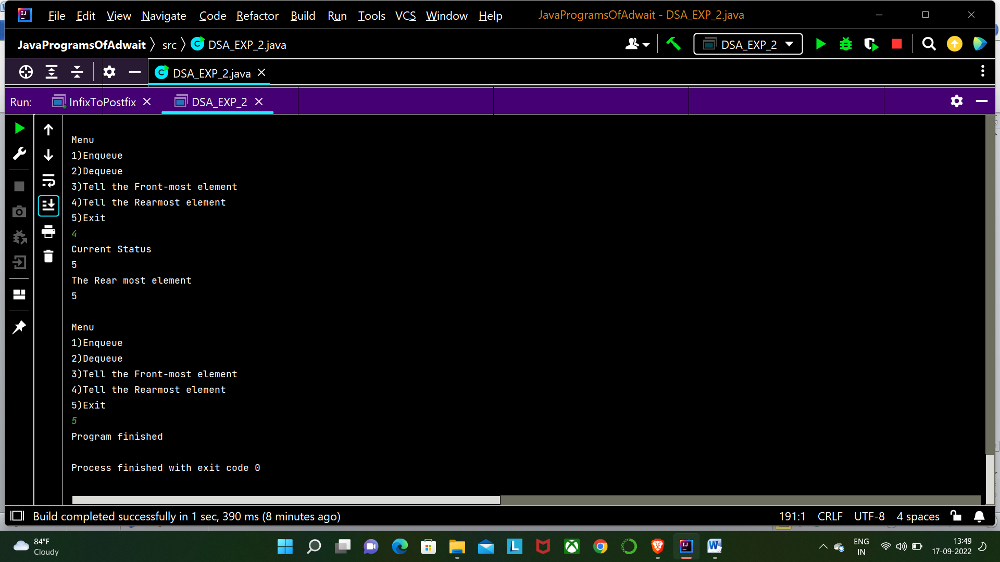 File Edit View Navigate Code Refactor Build Run Tools VCS Window Help JavaProgramsOfAdwait - DSA_EXP_2.java
JavaProgramsOfAdwait src DSA_EXP_2.java DSA_EXP_2
DSA_EXP_2.java
Run: InfixToPostfix DSA_EXP_2
Menu
1)Enqueue
2)Dequeue
3)Tell the Front-most element
4)Tell the Rearmost element
5)Exit
4
Current Status
5
The Rear most element
5
Menu
1)Enqueue
2)Dequeue
3)Tell the Front-most element
4)Tell the Rearmost element
5)Exit
5
Program finished
Process finished with exit code 0
Build completed successfully in 1 sec, 390 ms (8 minutes ago) 191:1 CRLF UTF-8 4 spaces
84°F
Cloudy
ENG
IN
13:49
17-09-2022